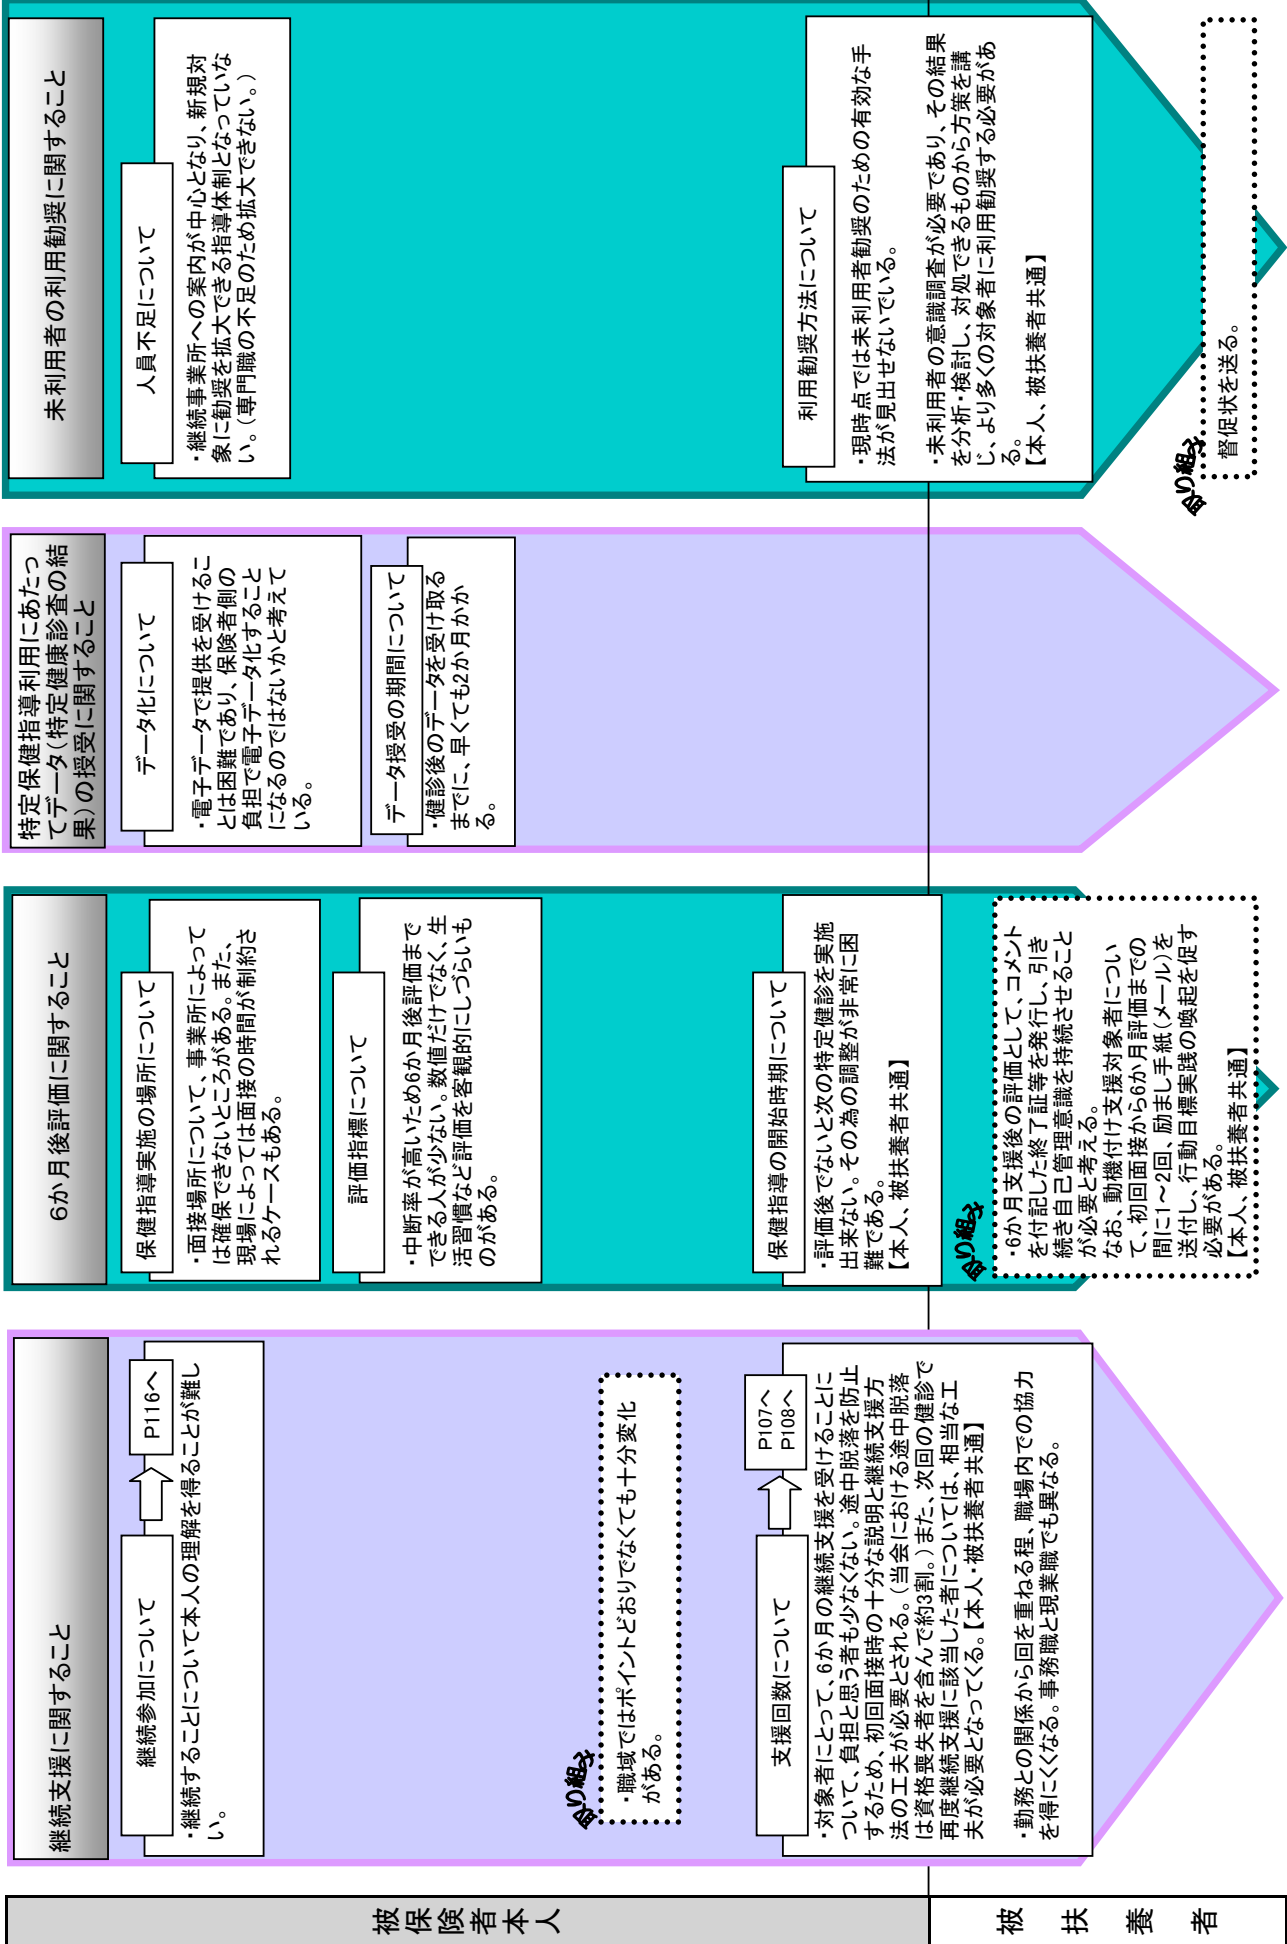 被保険者本人
被扶養者
継続支援に関すること
継続参加について
P116へ
・継続することについて本人の理解を得ることが難し
い。
取り組み
・職域ではポイントどおりでなくても十分変化
がある。
支援回数について
P107へ
P108へ
・対象者にとって、6か月の継続支援を受けることに
ついて、負担と思う者も少なくない。途中脱落を防止
するため、初回面接時の十分な説明と継続支援方
法の工夫が必要とされる。（当会における途中脱落
は資格喪失者を含んで約3割。）また、次回の健診で
再度継続支援に該当した者については、相当な工
夫が必要となってくる。【本人・被扶養者共通】
・勤務との関係から回を重ねる程、職場内での協力
を得にくくなる。事務職と現業職でも異なる。
6か月後評価に関すること
保健指導実施の場所について
・面接場所について、事業所によって
は確保できないところがある。また、
現場によっては面接の時間が制約さ
れるケースもある。
評価指標について
・中断率が高いため6か月後評価まで
できる人が少ない。数値だけでなく、生
活習慣など評価を客観的にしづらいも
のがある。
保健指導の開始時期について
・評価後でないと次の特定健診を実施
出来ない。その為の調整が非常に困
難である。
【本人、被扶養者共通】
取り組み
・6か月支援後の評価として、コメント
を付記した終了証等を発行し、引き
続き自己管理意識を持続させること
が必要と考える。
なお、動機付け支援対象者につい
て、初回面接から6か月評価までの
間に1～2回、励まし手紙（メール）を
送付し、行動目標実践の喚起を促す
必要がある。
【本人、被扶養者共通】
特定保健指導利用にあたっ
てデータ（特定健康診査の結
果）の授受に関すること
データ化について
・電子データで提供を受けるこ
とは困難であり、保険者側の
負担で電子データ化すること
になるのではないかと考えて
いる。
データ授受の期間について
・健診後のデータを受け取る
までに、早くても2か月かか
る。
未利用者の利用勧奨に関すること
人員不足について
・継続事業所への案内が中心となり、新規対
象に勧奨を拡大できる指導体制となっていな
い。（専門職の不足のため拡大できない。）
利用勧奨方法について
・現時点では未利用者勧奨のための有効な手
法が見出せないでいる。
・未利用者の意識調査が必要であり、その結果
を分析・検討し、対処できるものから方策を講
じ、より多くの対象者に利用勧奨する必要があ
る。
【本人、被扶養者共通】
取り組み
督促状を送る。